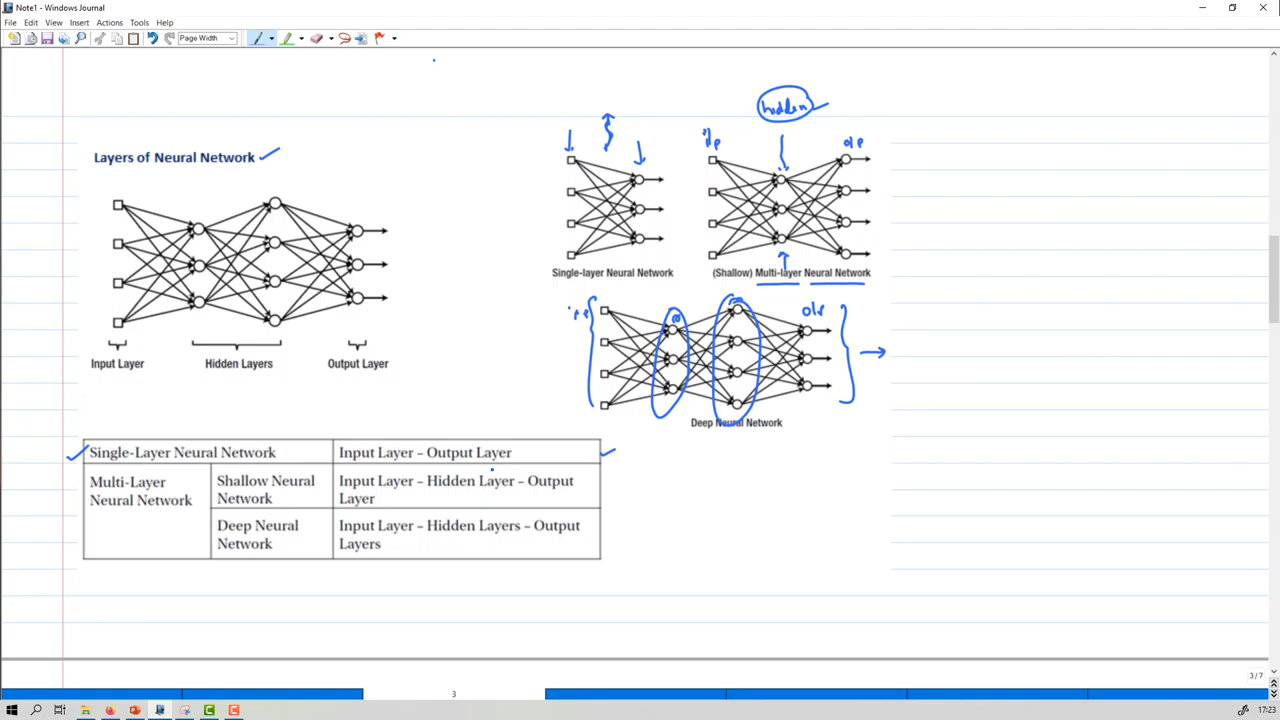 Note1 - Windows Journal
File Edit View Insert Actions Tools Help
Page Width
hidden
Layers of Neural Network
i/p
o/p
Single-layer Neural Network
(Shallow) Multi-layer Neural Network
Input Layer
Hidden Layers
Output Layer
o/p
Deep Neural Network
Single-Layer Neural Network
Input Layer – Output Layer
Multi-Layer
Neural Network
Shallow Neural
Network
Input Layer – Hidden Layer – Output
Layer
Deep Neural
Network
Input Layer – Hidden Layers – Output
Layers
3/7
3
17:23